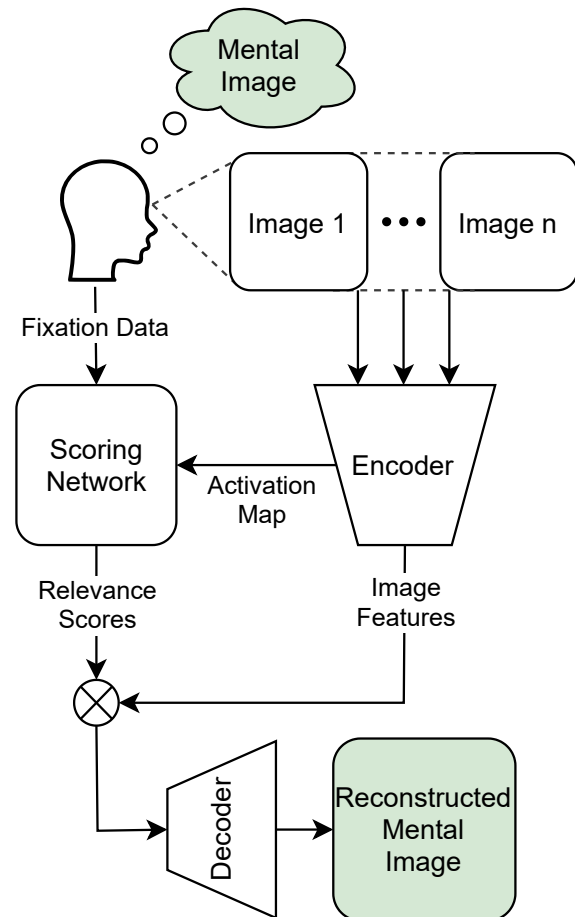 Mental
Image
Image 1
Image n
Fixation Data
Scoring
Network
Encoder
Activation
Map
Relevance
Scores
Image
Features
Decoder
Reconstructed
Mental
Image